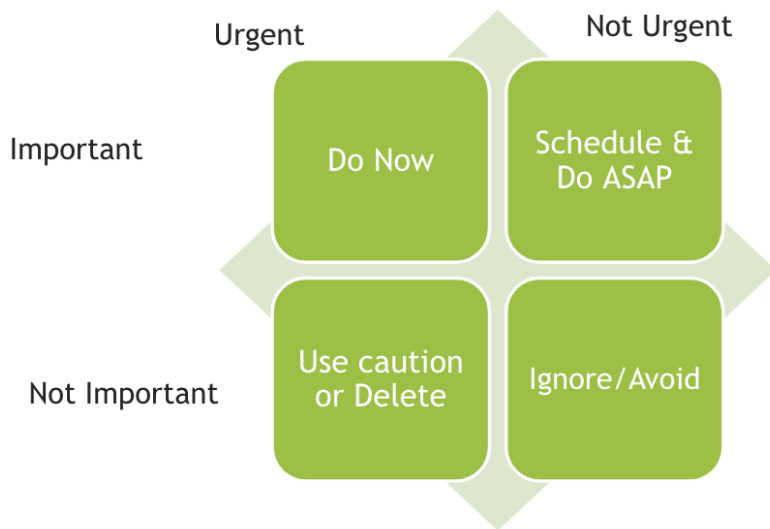 Urgent
Not Urgent
Important
Do Now
Schedule &
Do ASAP
Not Important
Use caution
or Delete
Ignore/Avoid